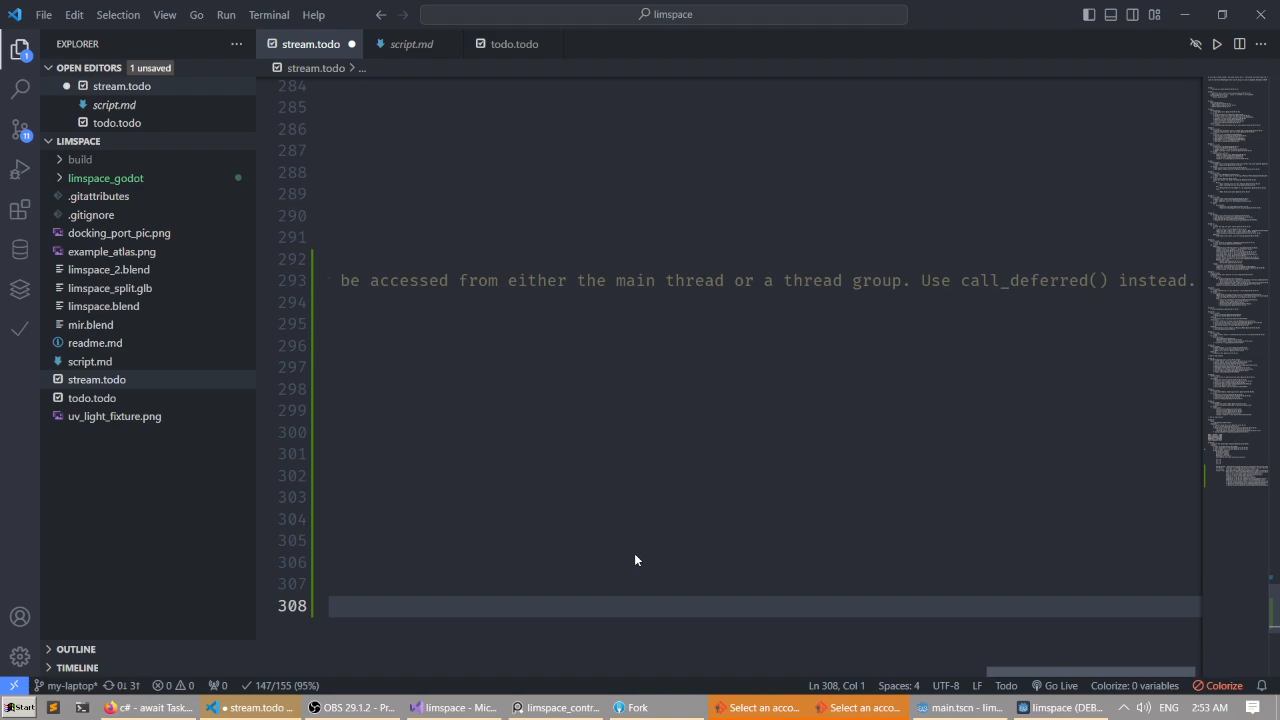 File Edit Selection View Go Run Terminal Help
limspace
EXPLORER
stream.todo
script.md
todo.todo
OPEN EDITORS 1 unsaved
stream.todo > ...
stream.todo
script.md
todo.todo
LIMSPACE
build
limspace_godot
.gitattributes
.gitignore
docking_port_pic.png
example_atlas.png
limspace_2.blend
limspace_split.glb
limspace.blend
mir.blend
readme.md
script.md
stream.todo
todo.todo
uv_light_fixture.png
OUTLINE
TIMELINE
284
285
286
287
288
289
290
291
292
293 be accessed from either the main thread or a thread group. Use call_deferred() instead.
294
295
296
297
298
299
300
301
302
303
304
305
306
307
308
my-laptop* 0↓ 3↑ 0 0 0 147/155 (95%)
Ln 308, Col 1 Spaces: 4 UTF-8 LF Todo Go Live Colorize: 0 variables Colorize
Start c# - await Task... stream.todo ... OBS 29.1.2 - Pr... limspace - Mic... limspace_contr... Fork Select an acco... Select an acco... main.tscn - lim... limspace (DEB... ENG 2:53 AM